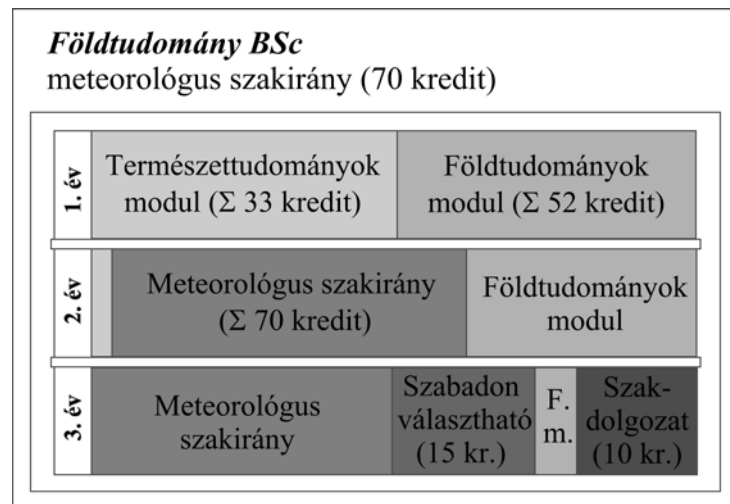 Földtudomány BSc
meteorológus szakirány (70 kredit)
1. év
Természettudományok
modul (Σ 33 kredit)
Földtudományok
modul (Σ 52 kredit)
2. év
Meteorológus szakirány
(Σ 70 kredit)
Földtudományok
modul
3. év
Meteorológus
szakirány
Szabadon
választható
(15 kr.)
F.
m.
Szak-
dolgozat
(10 kr.)